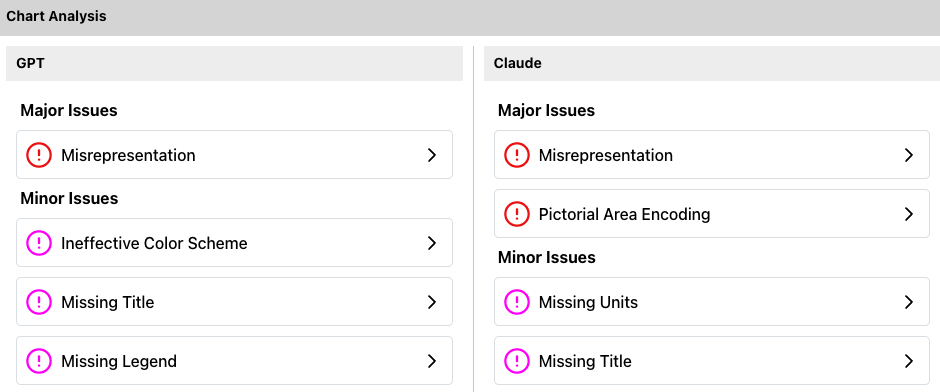 Chart Analysis
GPT
Major Issues
Misrepresentation
Minor Issues
Ineffective Color Scheme
Missing Title
Missing Legend
Claude
Major Issues
Misrepresentation
Pictorial Area Encoding
Minor Issues
Missing Units
Missing Title